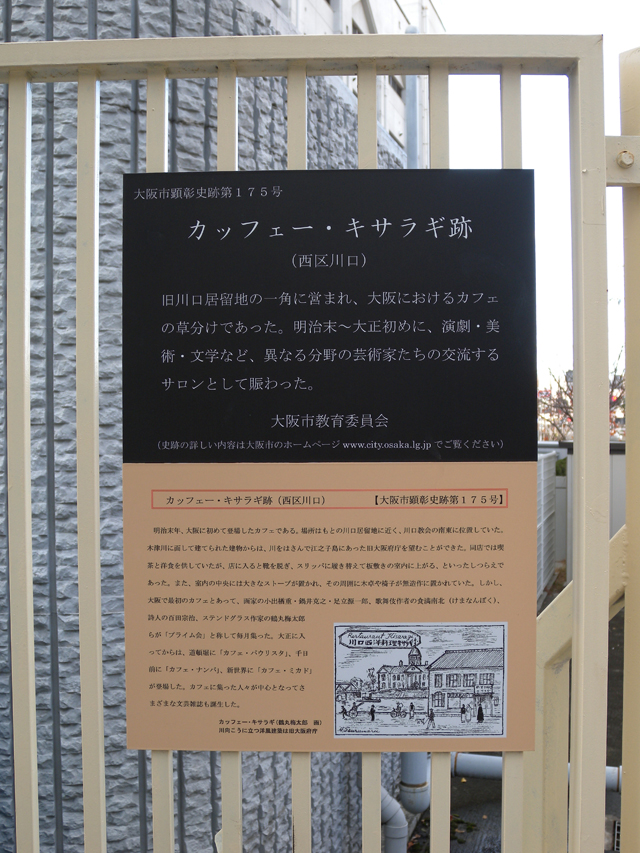 大阪市顕彰史跡第１７５号
カッフェー・キサラギ跡
（西区川口）
旧川口居留地の一角に営まれ、大阪におけるカフェ
の草分けであった。明治末～大正初めに、演劇・美
術・文学など、異なる分野の芸術家たちの交流する
サロンとして賑わった。
大阪市教育委員会
（史跡の詳しい内容は大阪市のホームページ www.city.osaka.lg.jp でご覧ください）
カッフェー・キサラギ跡（西区川口）　【大阪市顕彰史跡第１７５号】
明治末年、大阪に初めて登場したカフェである。場所はもとの川口居留地に近く、川口教会の南東に位置していた。
木津川に面して建てられた建物からは、川をはさんで江之子島にあった旧大阪府庁を望むことができた。同店では喫
茶と洋食を供していたが、店に入ると靴を脱ぎ、スリッパに履き替えて板敷きの室内に上がる、といったしつらえで
あった。また、室内の中央には大きなストーブが置かれ、その周囲に木卓や椅子が無造作に置かれていた。しかし、
大阪で最初のカフェとあって、画家の小出楢重・鍋井克之・足立源一郎、歌舞伎作者の食満南北（けまなんぼく）、
詩人の百田宗治、ステンドグラス作家の鶴丸梅太郎
らが「プライム会」と称して毎月集った。大正に入
ってからは、道頓堀に「カフェ・パウリスタ」、千日
前に「カフェ・ナンバ」、新世界に「カフェ・ミカド」
が登場した。カフェに集った人々が中心となってさ
まざまな文芸雑誌も誕生した。
Restaurant Kisaragi
川口西洋料理
カッフェー・キサラギ（鶴丸梅太郎　画）
川向こうに立つ洋風建築は旧大阪府庁